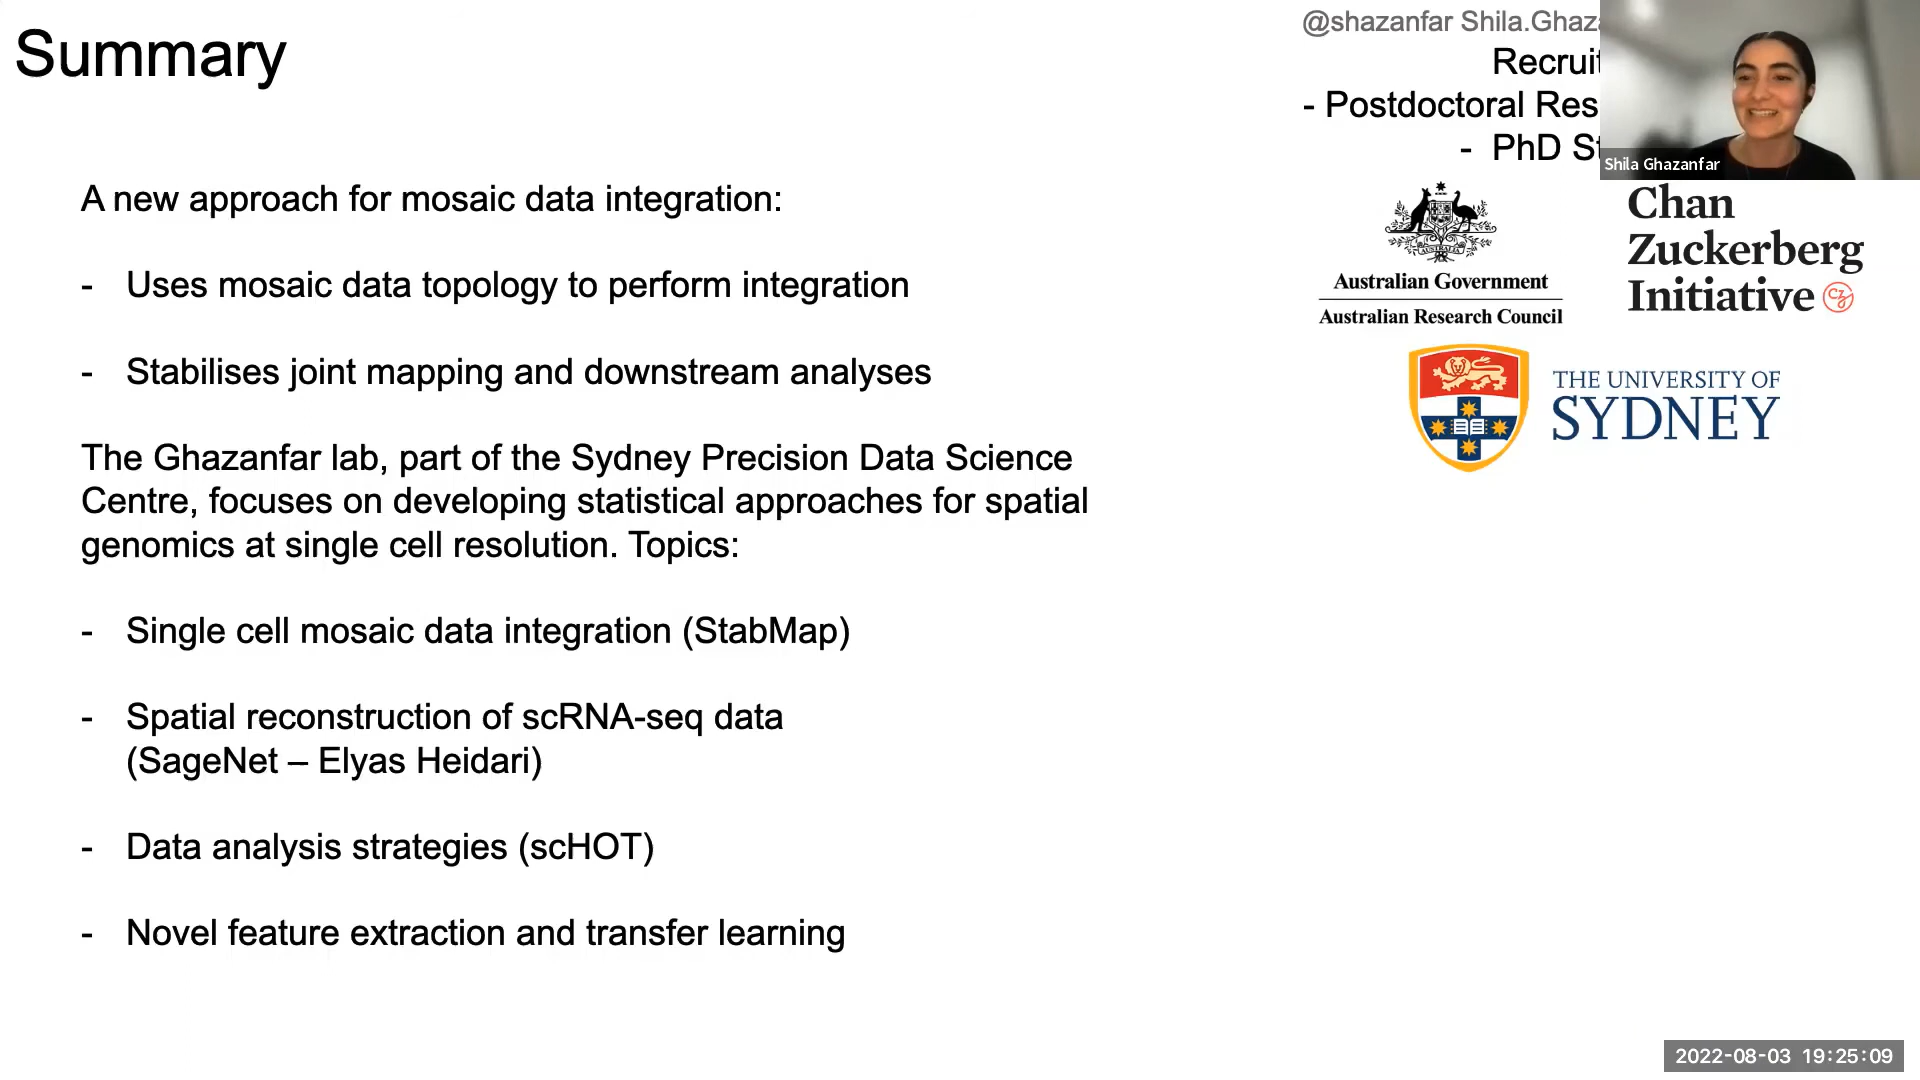 Summary
@shazanfar Shila.Ghaz
Recruit
- Postdoctoral Res
- PhD St
Shila Ghazanfar
A new approach for mosaic data integration:
- Uses mosaic data topology to perform integration
- Stabilises joint mapping and downstream analyses
The Ghazanfar lab, part of the Sydney Precision Data Science
Centre, focuses on developing statistical approaches for spatial
genomics at single cell resolution. Topics:
- Single cell mosaic data integration (StabMap)
- Spatial reconstruction of scRNA-seq data
(SageNet – Elyas Heidari)
- Data analysis strategies (scHOT)
- Novel feature extraction and transfer learning
AUSTRALIA
Australian Government
Australian Research Council
Chan
Zuckerberg
Initiative
CZI
THE UNIVERSITY OF
SYDNEY
2022-08-03 19:25:09